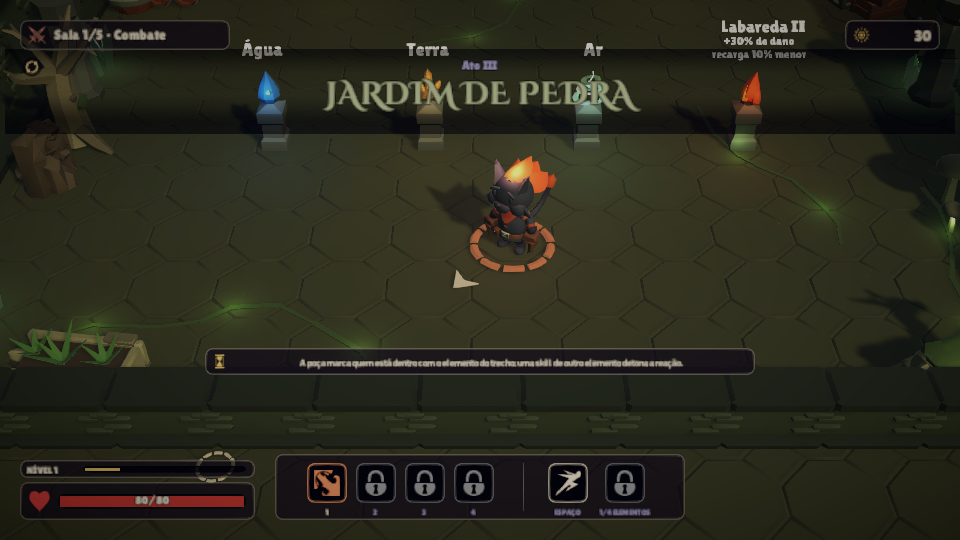 Sala 1/5 - Combate
Água
Terra
Ar
Labareda II
+30% de dano
recarga 10% menor
30
Ato III
JARDIM DE PEDRA
A poça marca quem está dentro com o elemento do trecho: uma skill de outro elemento detona a reação.
NÍVEL 1
80/80
1
2
3
4
ESPAÇO
1/4 ELEMENTOS